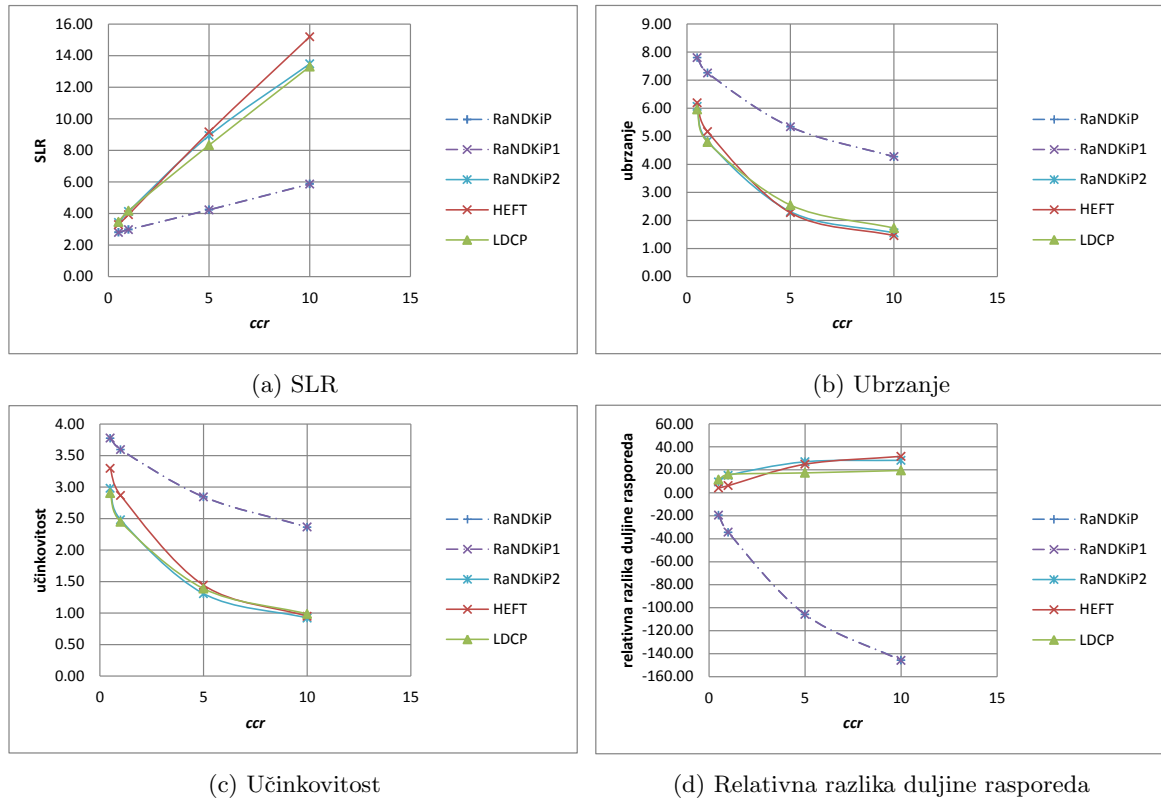 16.00
14.00
12.00
10.00
8.00
6.00
4.00
2.00
0.00
0
5
10
15
SLR
ccr
RaNDKiP
RaNDKiP1
RaNDKiP2
HEFT
LDCP
(a) SLR
9.00
8.00
7.00
6.00
5.00
4.00
3.00
2.00
1.00
0.00
0
5
10
15
ubrzanje
ccr
RaNDKiP
RaNDKiP1
RaNDKiP2
HEFT
LDCP
(b) Ubrzanje
4.00
3.50
3.00
2.50
2.00
1.50
1.00
0.50
0.00
0
5
10
15
učinkovitost
ccr
RaNDKiP
RaNDKiP1
RaNDKiP2
HEFT
LDCP
(c) Učinkovitost
60.00
40.00
20.00
0.00
-20.00
-40.00
-60.00
-80.00
-100.00
-120.00
-140.00
-160.00
0
5
10
15
relativna razlika duljine rasporeda
ccr
RaNDKiP
RaNDKiP1
RaNDKiP2
HEFT
LDCP
(d) Relativna razlika duljine rasporeda